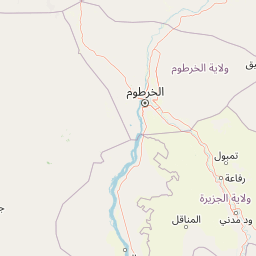 ولاية الخرطوم
الخرطوم
تمبول
رفاعة
ولاية الجزيرة
المناقل
ود مدني